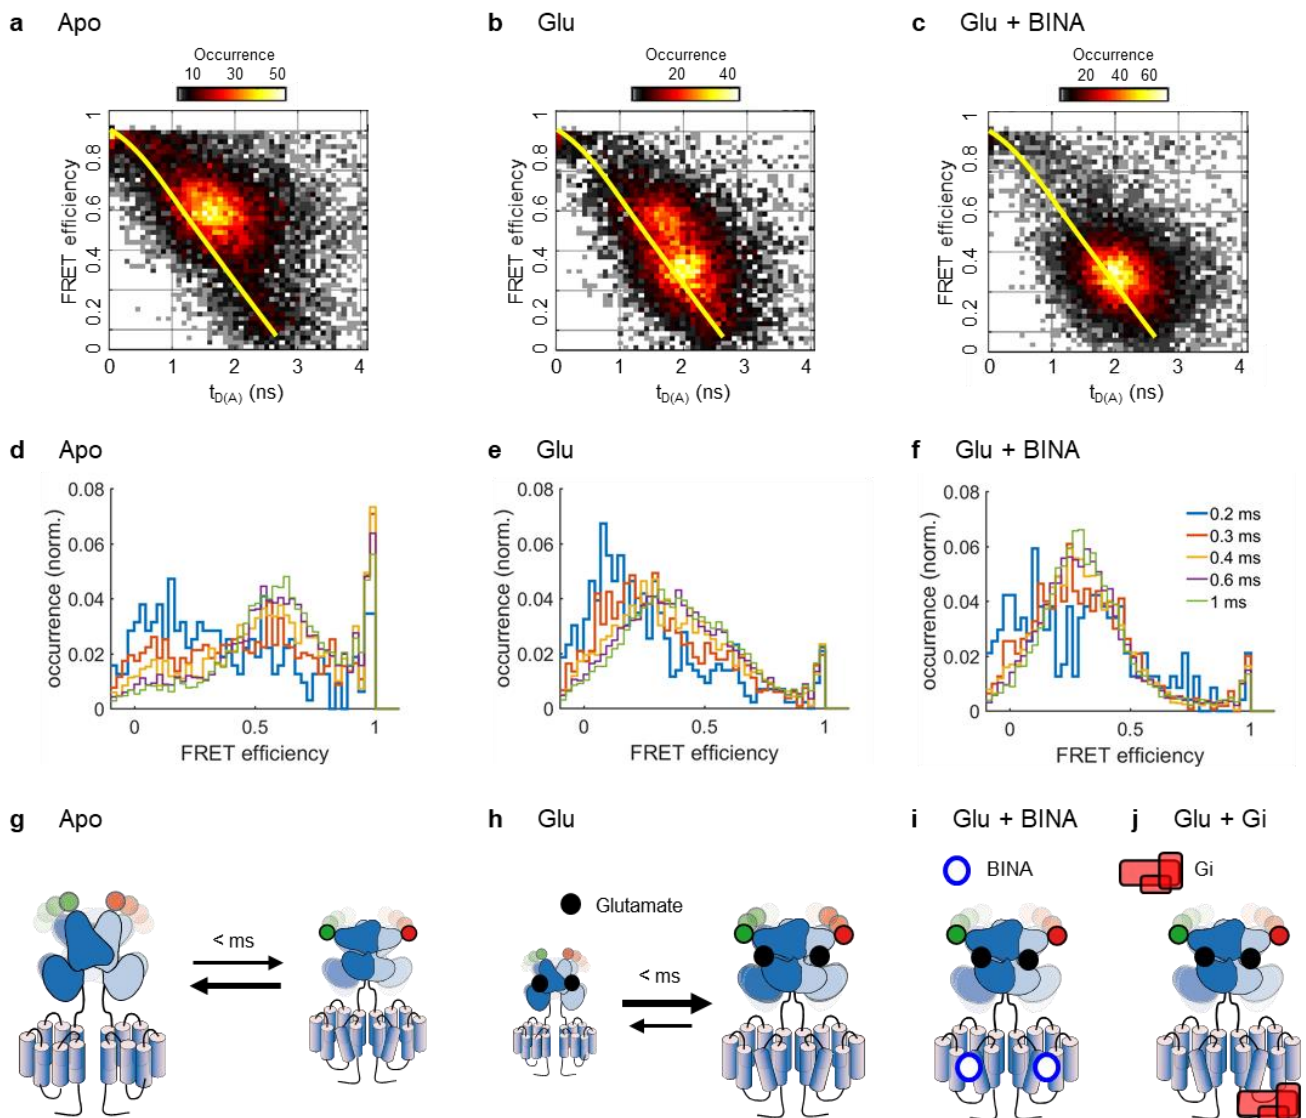 a Apo
b Glu
c Glu + BINA
Occurrence
10 30 50
Occurrence
20 40
Occurrence
20 40 60
FRET efficiency
0 0.2 0.4 0.6 0.8 1
0 1 2 3 4
tD(A) (ns)
FRET efficiency
0 0.2 0.4 0.6 0.8 1
0 1 2 3 4
tD(A) (ns)
FRET efficiency
0 0.2 0.4 0.6 0.8 1
0 1 2 3 4
tD(A) (ns)
d Apo
e Glu
f Glu + BINA
occurrence (norm.)
0.08
0.06
0.04
0.02
0
0 0.5 1
FRET efficiency
occurrence (norm.)
0.08
0.06
0.04
0.02
0
0 0.5 1
FRET efficiency
occurrence (norm.)
0.08
0.06
0.04
0.02
0
0 0.5 1
FRET efficiency
0.2 ms
0.3 ms
0.4 ms
0.6 ms
1 ms
g Apo
h Glu
i Glu + BINA
j Glu + Gi
< ms
Glutamate
< ms
BINA
Gi